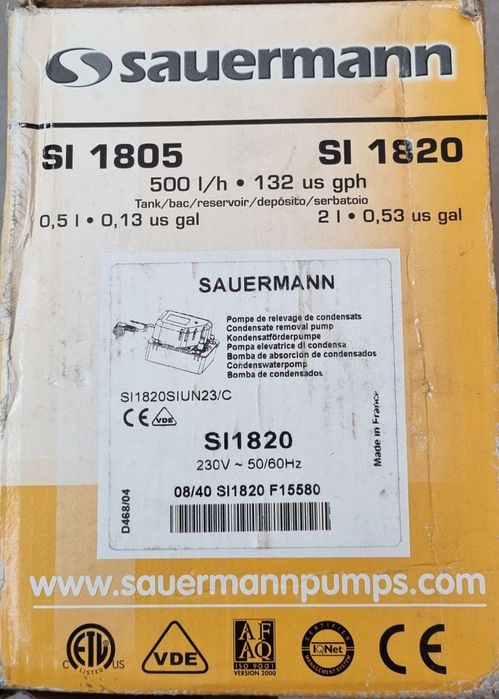 sauermann
SI 1805 SI 1820
500 l/h • 132 us gph
Tank/bac/reservoir/depósito/serbatoio
0,5 l • 0,13 us gal 2 l • 0,53 us gal
SAUERMANN
Pompe de relevage de condensats
Condensate removal pump
Kondensatförderpumpe
Pompa elevatrice di condensa
Bomba de absorcion de condensados
Condenswaterpomp
Bomba de condensados
SI1820SIUN23/C
CE VDE
SI1820
230V ~ 50/60Hz
Made in France
08/40 SI1820 F15580
D468/04
www.sauermannpumps.com
C ETL LISTED US
VDE
AFAQ
ISO 9001
VERSION 2000
CERTIFIED
IQNet
MANAGEMENT SYSTEM
CE